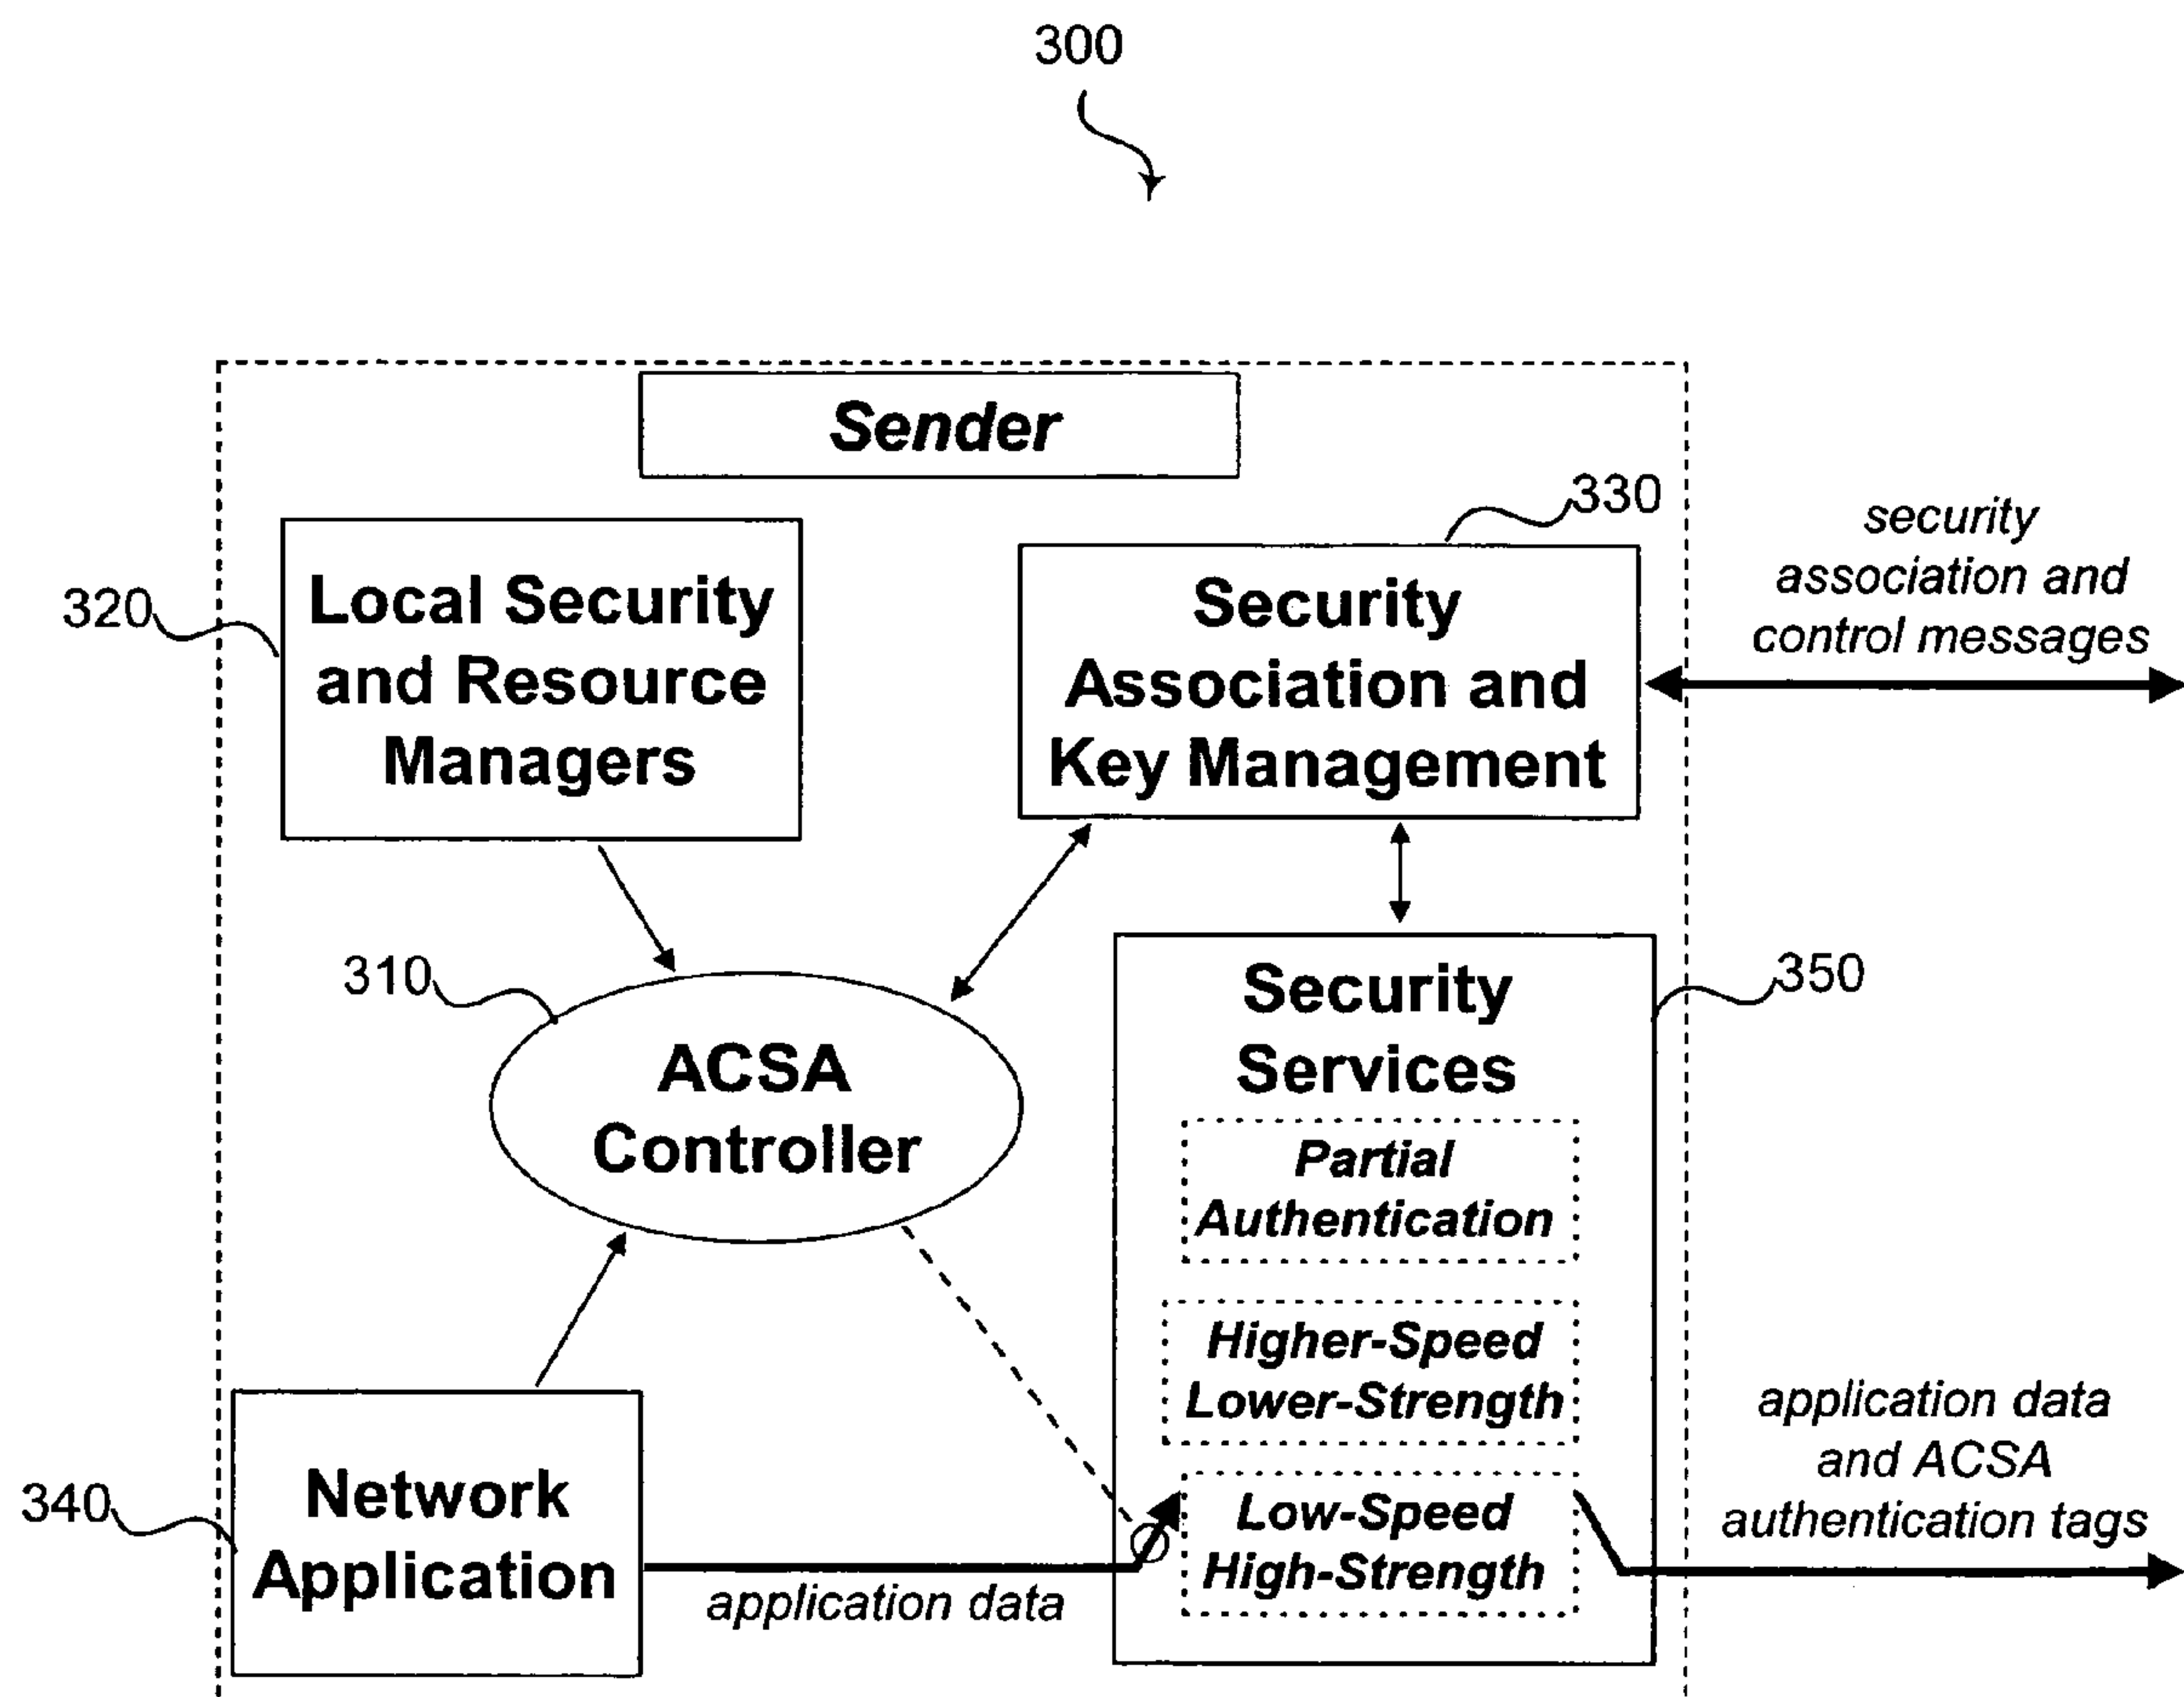 300
Sender
330
security
association and
control messages
320
Local Security
and Resource
Managers
Security
Association and
Key Management
310
ACSA
Controller
350
Security
Services
Partial
Authentication
Higher-Speed
Lower-Strength
Low-Speed
High-Strength
340
Network
Application
application data
application data
and ACSA
authentication tags